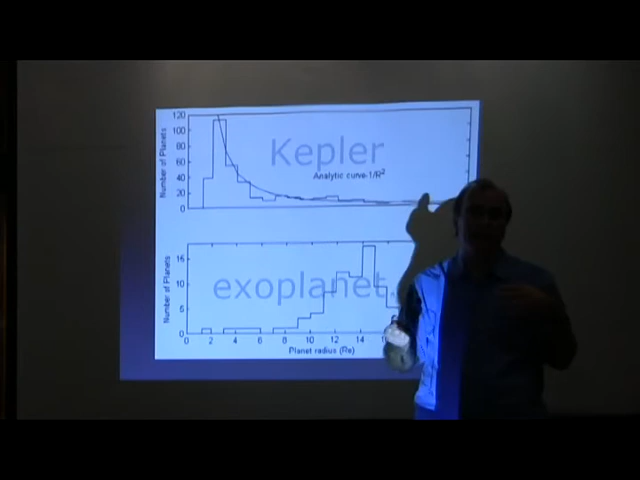 120
100
80
60
40
20
0
Number of Planets
Kepler
Analytic curve-1/R²
15
10
5
0
Number of Planets
exoplanet.
0 2 4 6 8 10 12 14 16
Planet radius (Re)